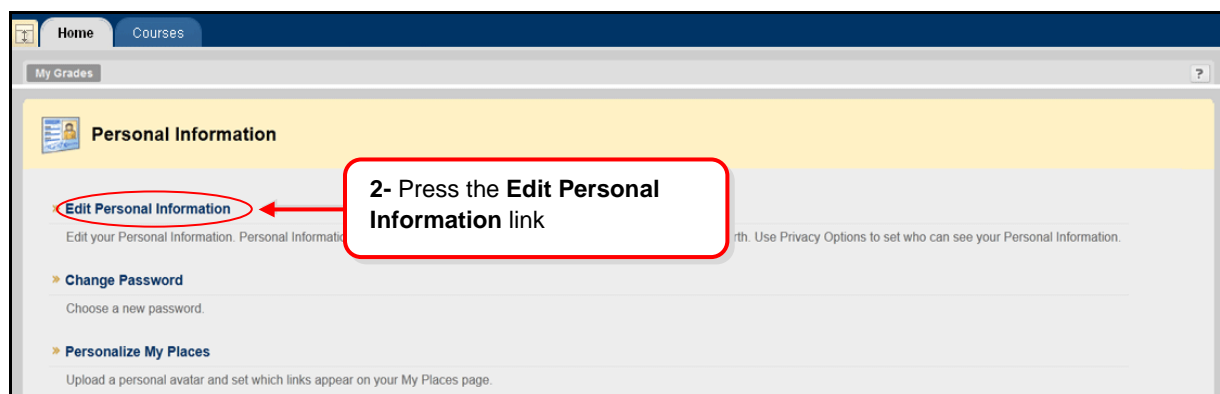 Home Courses
My Grades ?
Personal Information
2- Press the Edit Personal
Information link
» Edit Personal Information
Edit your Personal Information. Personal rth. Use Privacy Options to set who can see your Personal Information.
» Change Password
Choose a new password.
» Personalize My Places
Upload a personal avatar and set which links appear on your My Places page.